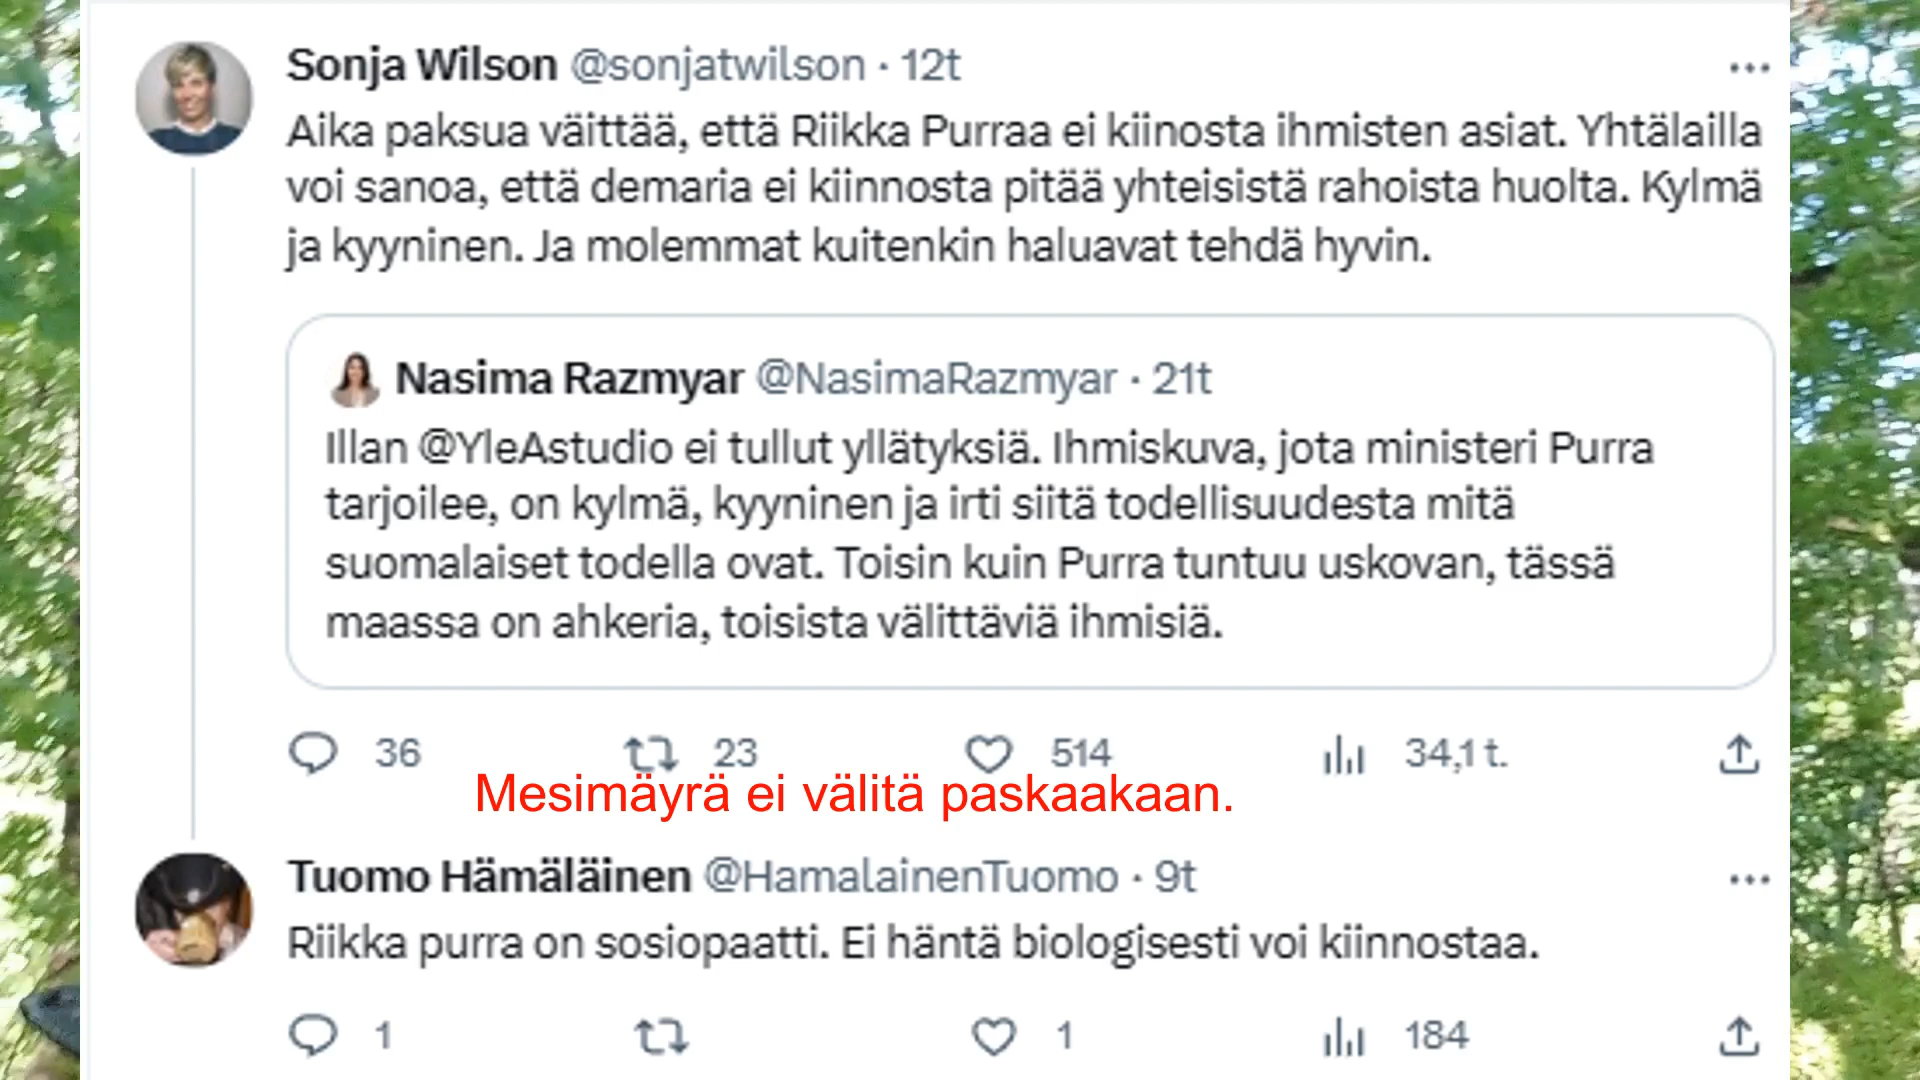 Sonja Wilson @sonjatwilson · 12t
Aika paksua väittää, että Riikka Purraa ei kiinosta ihmisten asiat. Yhtälailla
voi sanoa, että demaria ei kiinnosta pitää yhteisistä rahoista huolta. Kylmä
ja kyyninen. Ja molemmat kuitenkin haluavat tehdä hyvin.
Nasima Razmyar @NasimaRazmyar · 21t
Illan @YleAstudio ei tullut yllätyksiä. Ihmiskuva, jota ministeri Purra
tarjoilee, on kylmä, kyyninen ja irti siitä todellisuudesta mitä
suomalaiset todella ovat. Toisin kuin Purra tuntuu uskovan, tässä
maassa on ahkeria, toisista välittäviä ihmisiä.
36 23 514 34,1 t.
Mesimäyrä ei välitä paskaakaan.
Tuomo Hämäläinen @HamalainenTuomo · 9t
Riikka purra on sosiopaatti. Ei häntä biologisesti voi kiinnostaa.
1 1 184